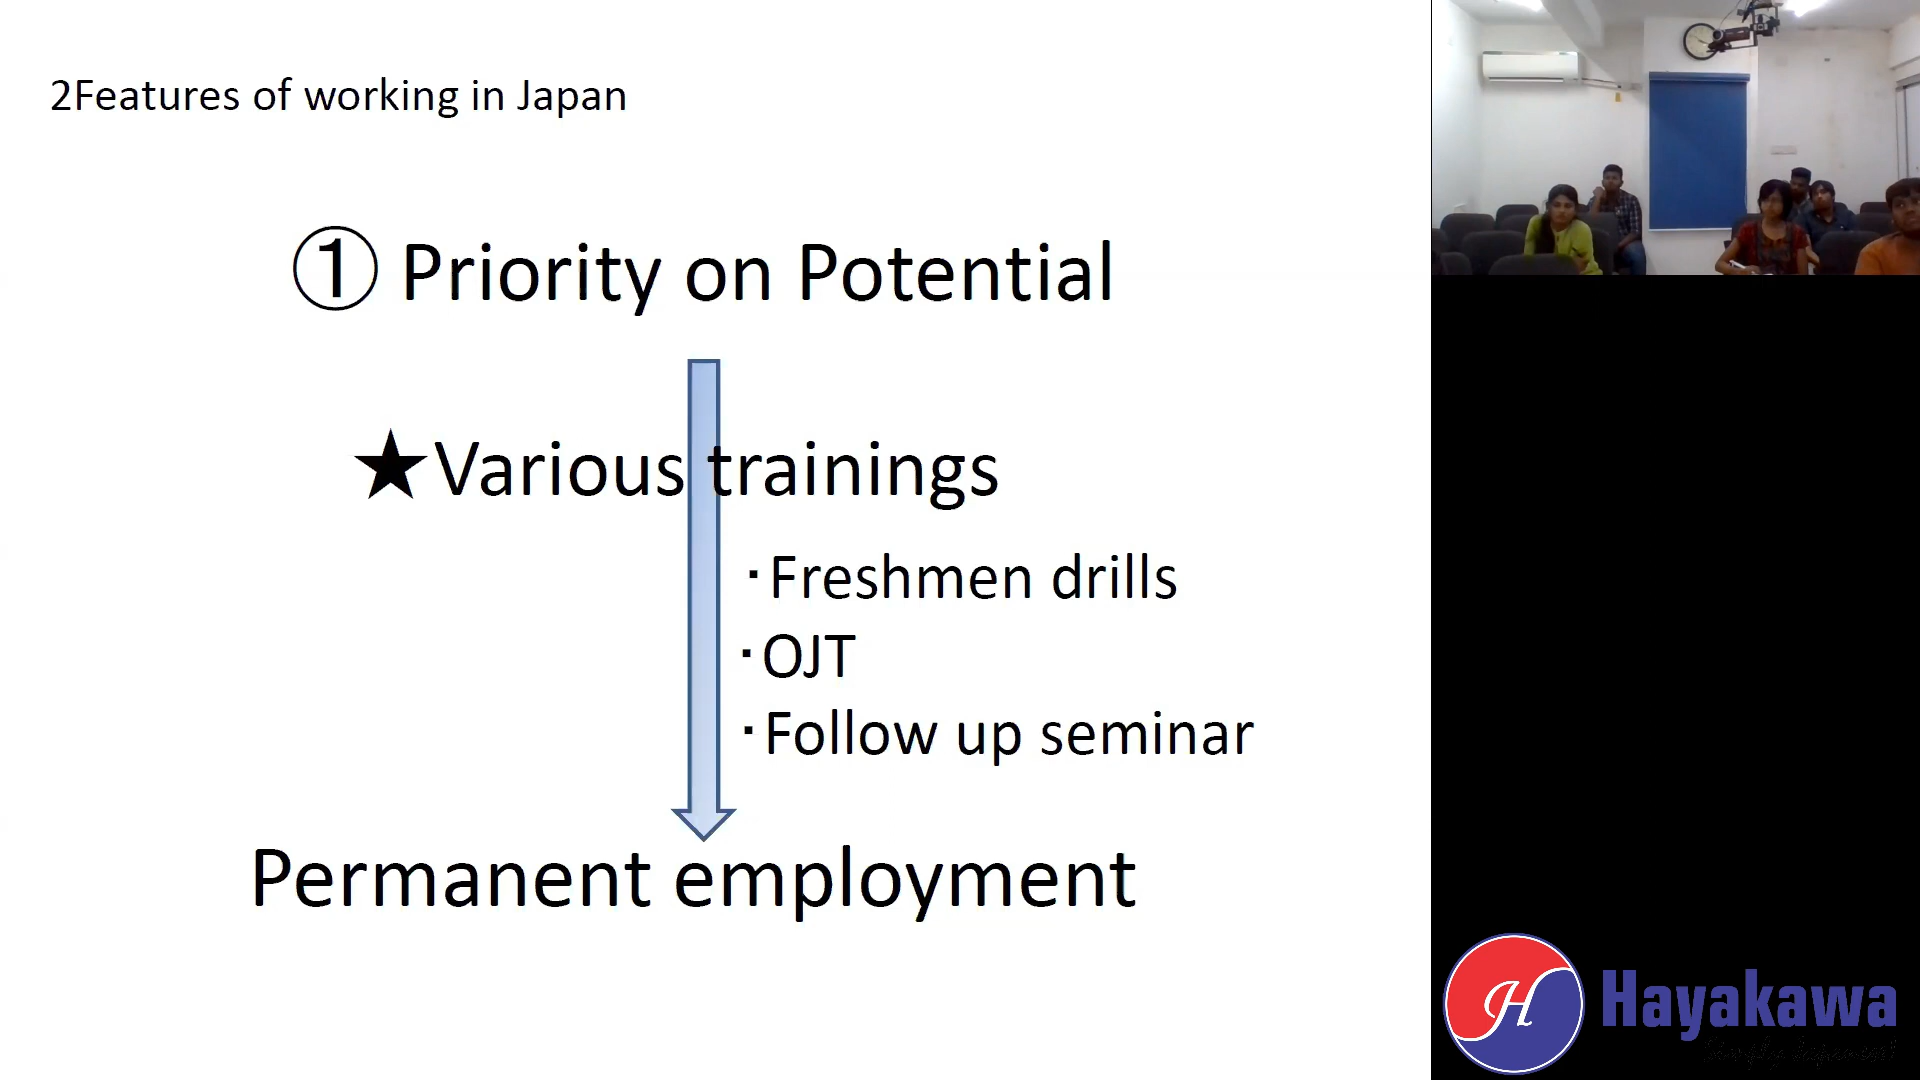 2Features of working in Japan
① Priority on Potential
★Various trainings
・Freshmen drills
・OJT
・Follow up seminar
Permanent employment
H
Hayakawa